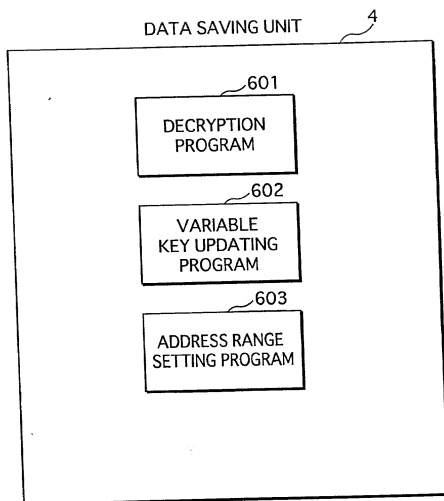 DATA SAVING UNIT
4
601
DECRYPTION
PROGRAM
602
VARIABLE
KEY UPDATING
PROGRAM
603
ADDRESS RANGE
SETTING PROGRAM